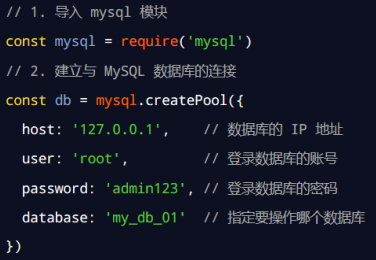 // 1. 导入 mysql 模块
const mysql = require('mysql')
// 2. 建立与 MySQL 数据库的连接
const db = mysql.createPool({
  host: '127.0.0.1',    // 数据库的 IP 地址
  user: 'root',         // 登录数据库的账号
  password: 'admin123', // 登录数据库的密码
  database: 'my_db_01'  // 指定要操作哪个数据库
})